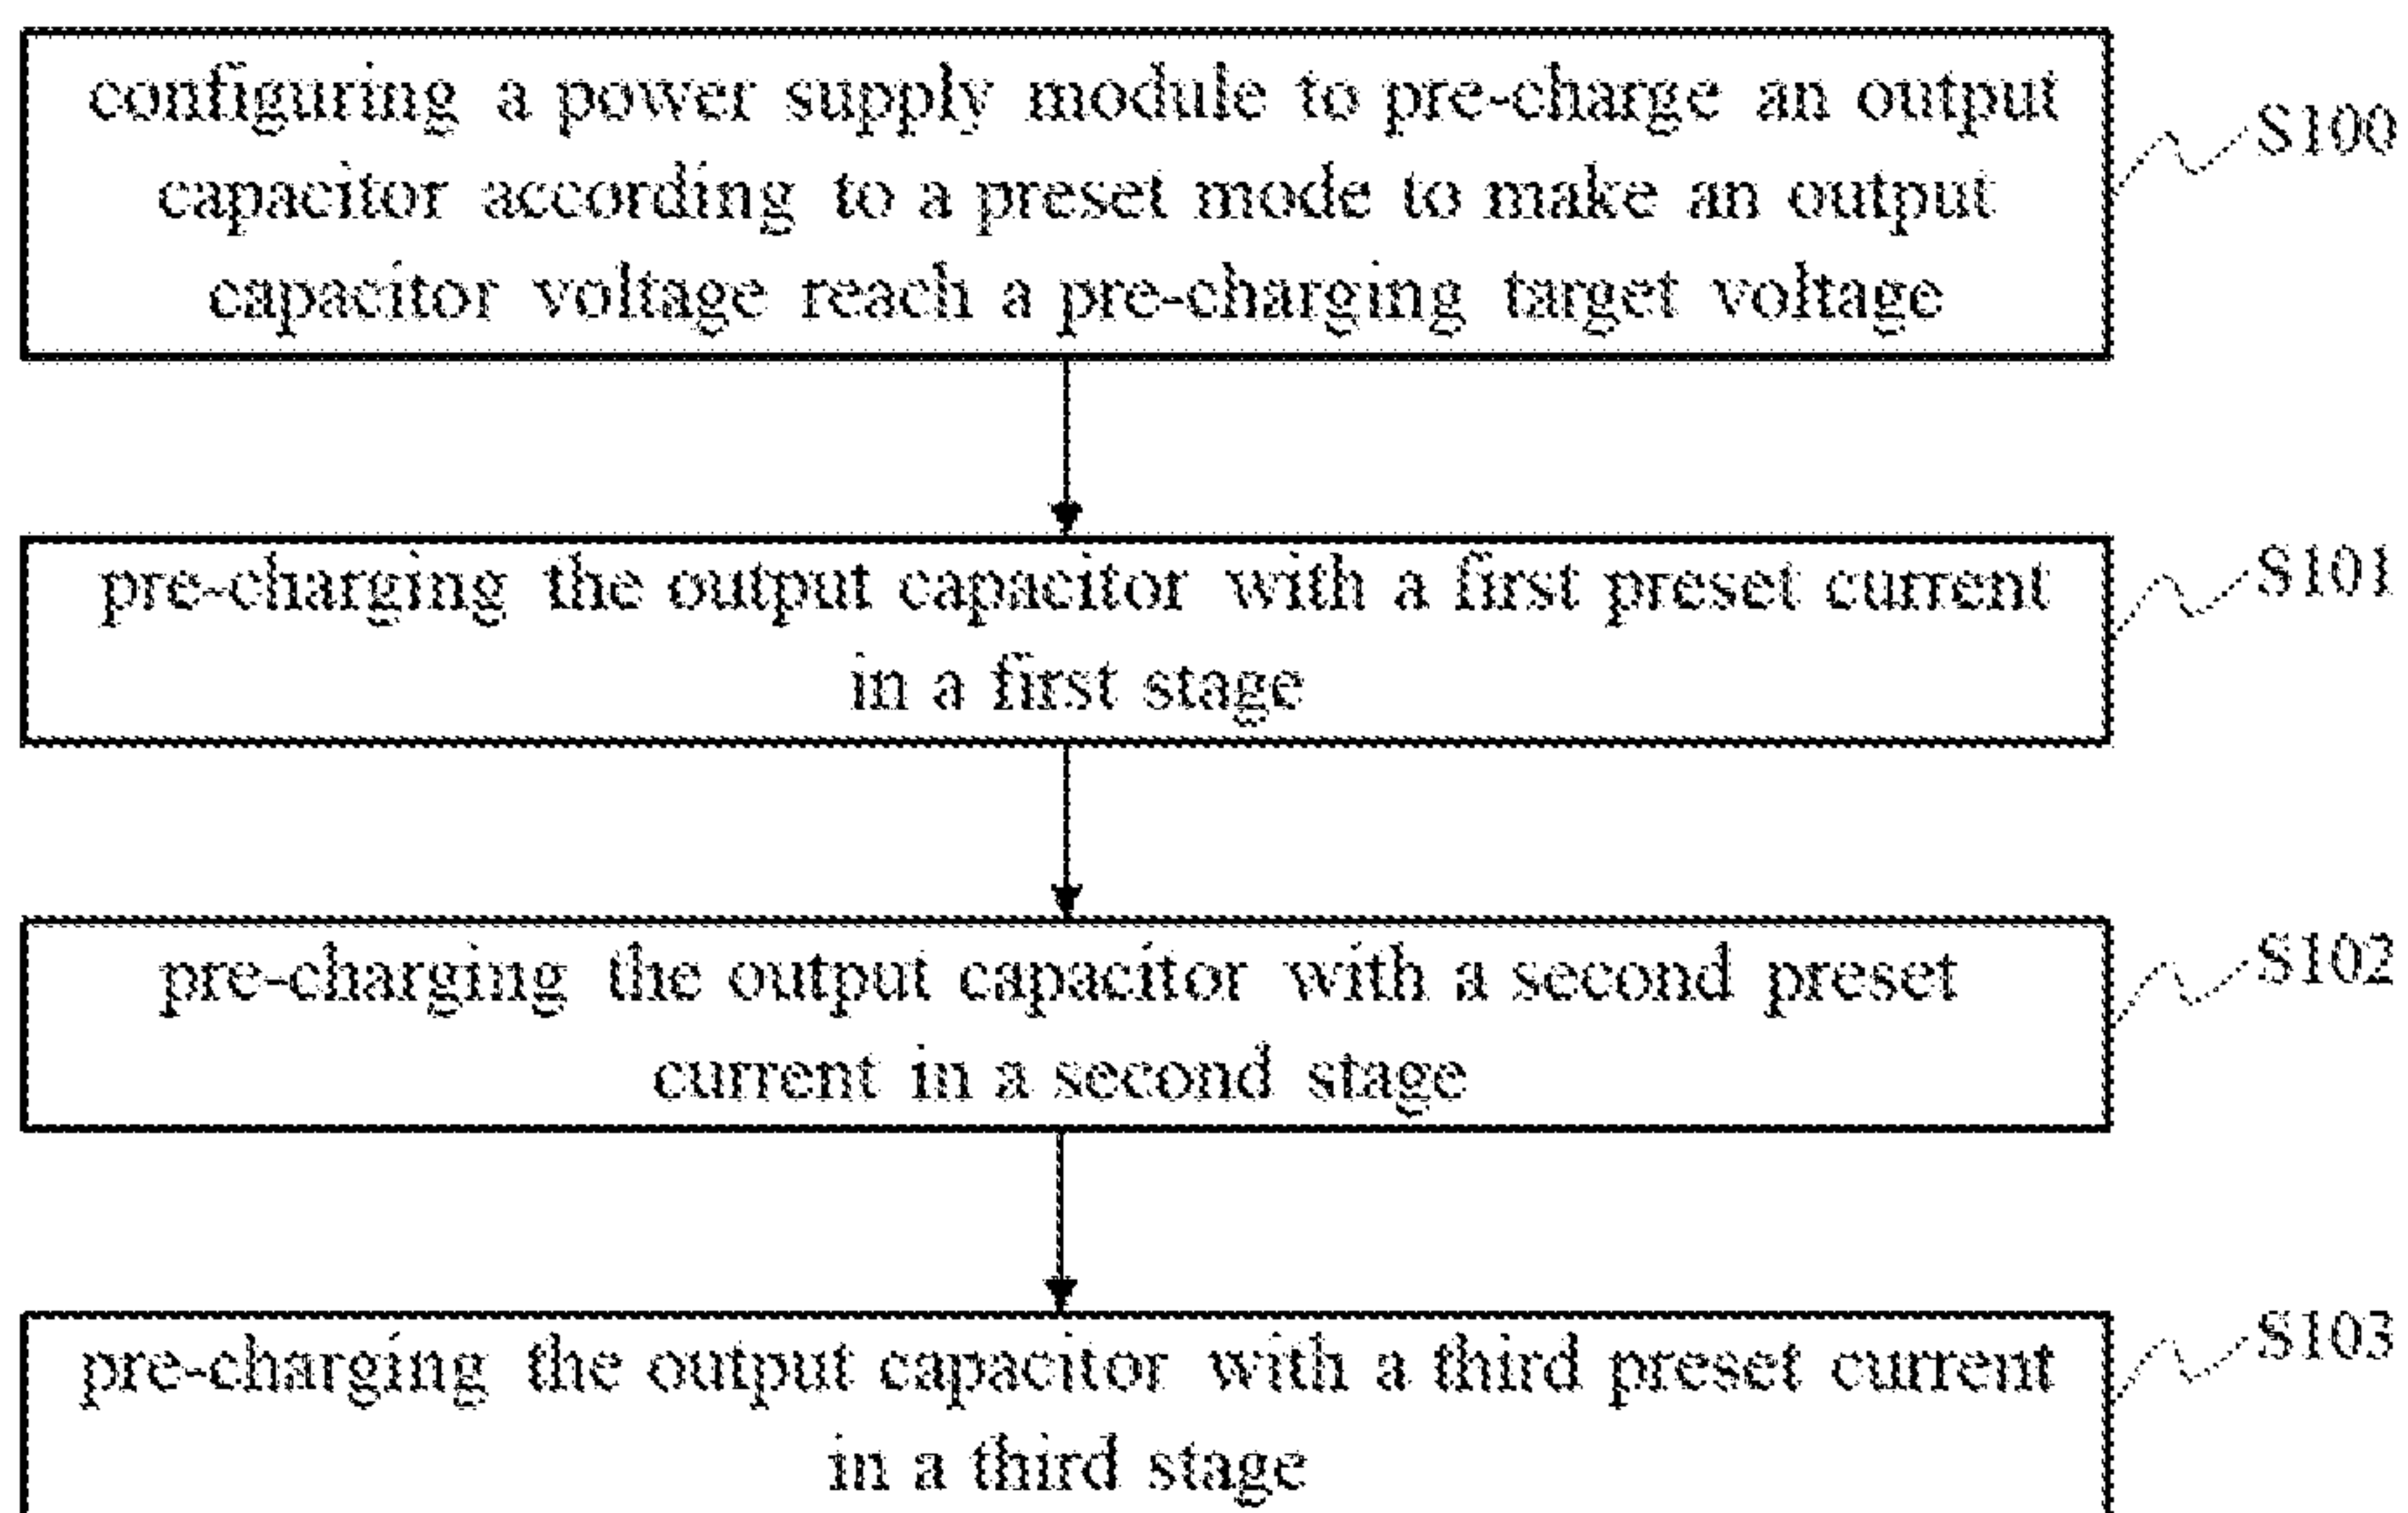 configuring a power supply module to pre-charge an output
capacitor according to a preset mode to make an output
capacitor voltage reach a pre-charging target voltage
S100
pre-charging the output capacitor with a first preset current
in a first stage
S101
pre-charging the output capacitor with a second preset
current in a second stage
S102
pre-charging the output capacitor with a third preset current
in a third stage
S103